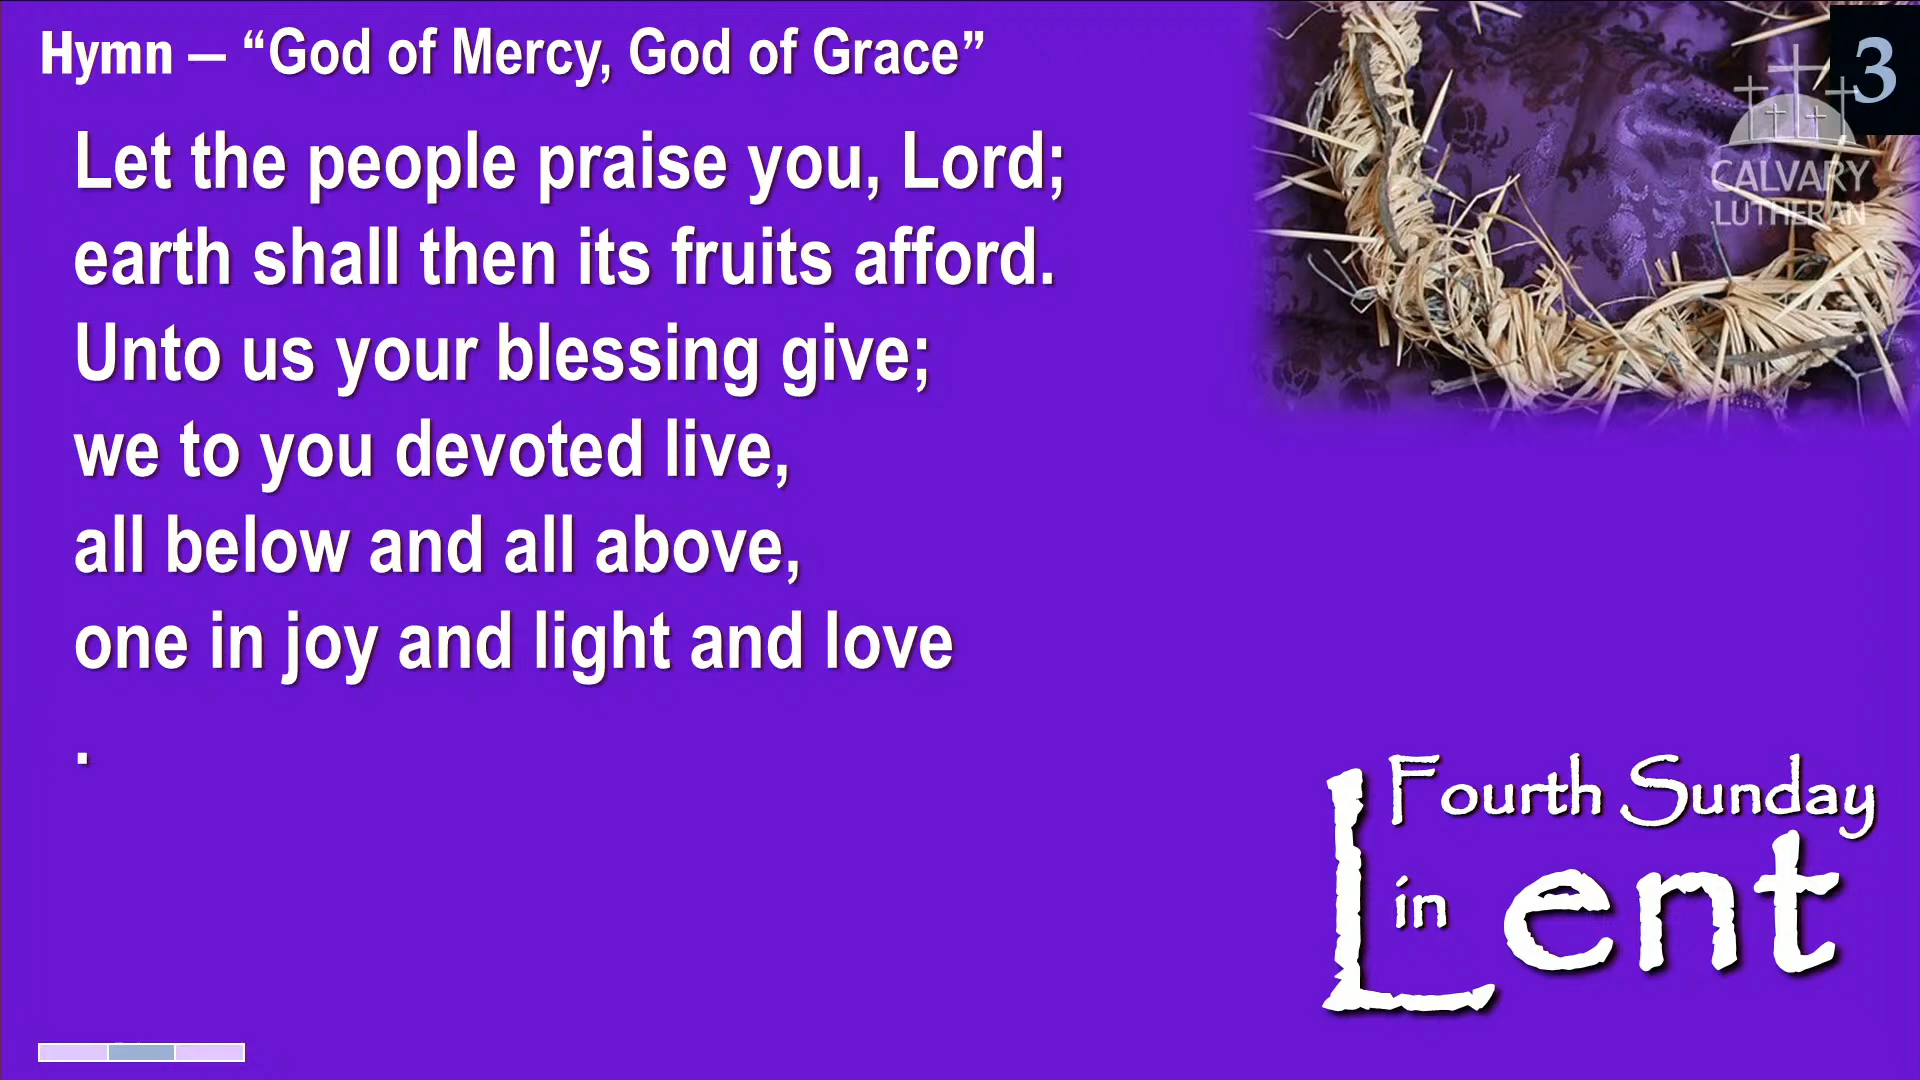 Hymn – “God of Mercy, God of Grace”
3
CALVARY
LUTHERAN
Let the people praise you, Lord;
earth shall then its fruits afford.
Unto us your blessing give;
we to you devoted live,
all below and all above,
one in joy and light and love
.
Fourth Sunday
in Lent